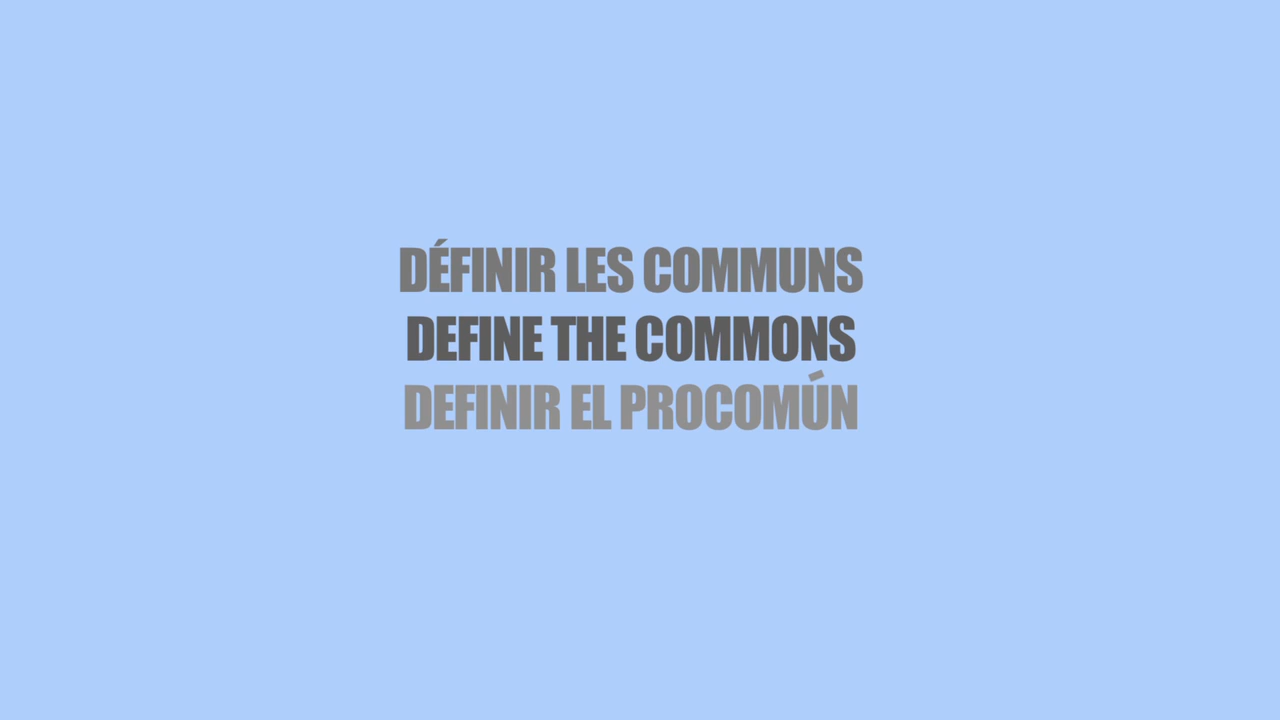 DÉFINIR LES COMMUNS
DEFINE THE COMMONS
DEFINIR EL PROCOMÚN